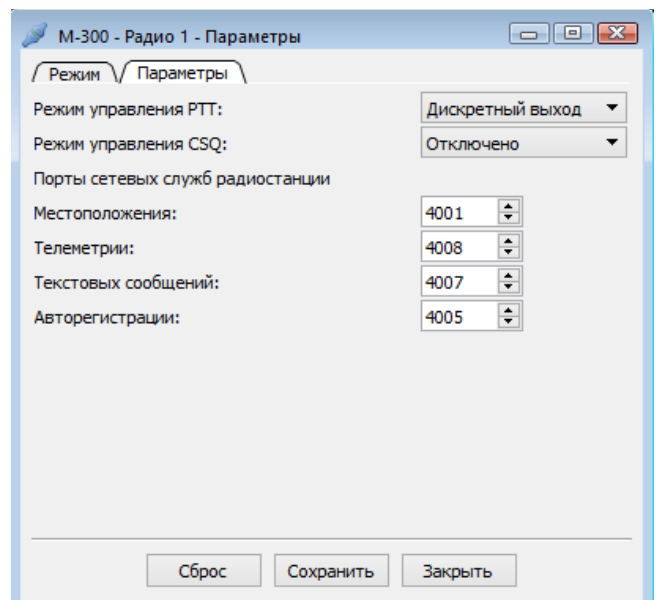 М-300 - Радио 1 - Параметры
Режим Параметры
Режим управления PTT: Дискретный выход
Режим управления CSQ: Отключено
Порты сетевых служб радиостанции
Местоположения: 4001
Телеметрии: 4008
Текстовых сообщений: 4007
Авторегистрации: 4005
Сброс Сохранить Закрыть